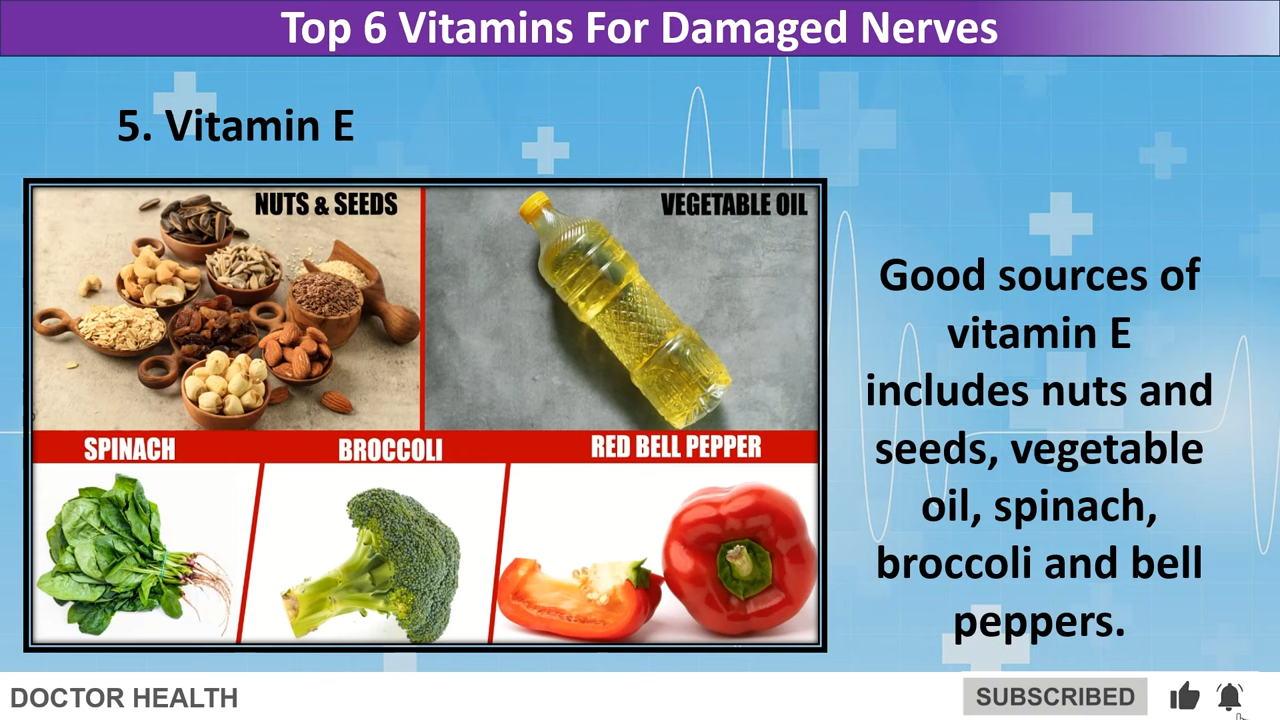 Top 6 Vitamins For Damaged Nerves
5. Vitamin E
NUTS & SEEDS
VEGETABLE OIL
SPINACH
BROCCOLI
RED BELL PEPPER
Good sources of
vitamin E
includes nuts and
seeds, vegetable
oil, spinach,
broccoli and bell
peppers.
DOCTOR HEALTH
SUBSCRIBED